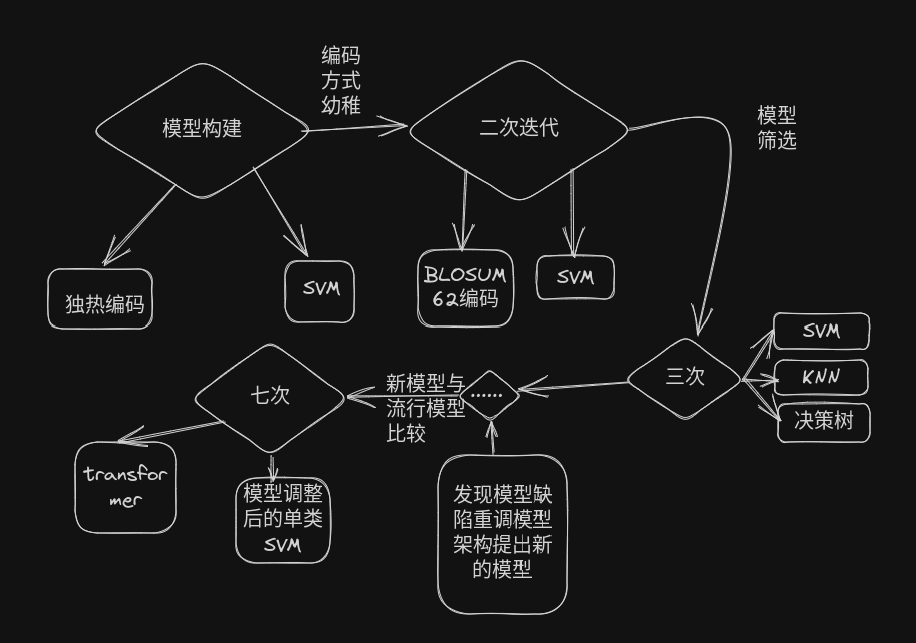 编码
方式
幼稚
模型构建
二次迭代
模型
筛选
独热编码
SVM
BLOSUM
62编码
SVM
三次
SVM
KNN
决策树
......
新模型与
流行模型
比较
七次
transfor
mer
模型调整
后的单类
SVM
发现模型缺
陷重调模型
架构提出新
的模型